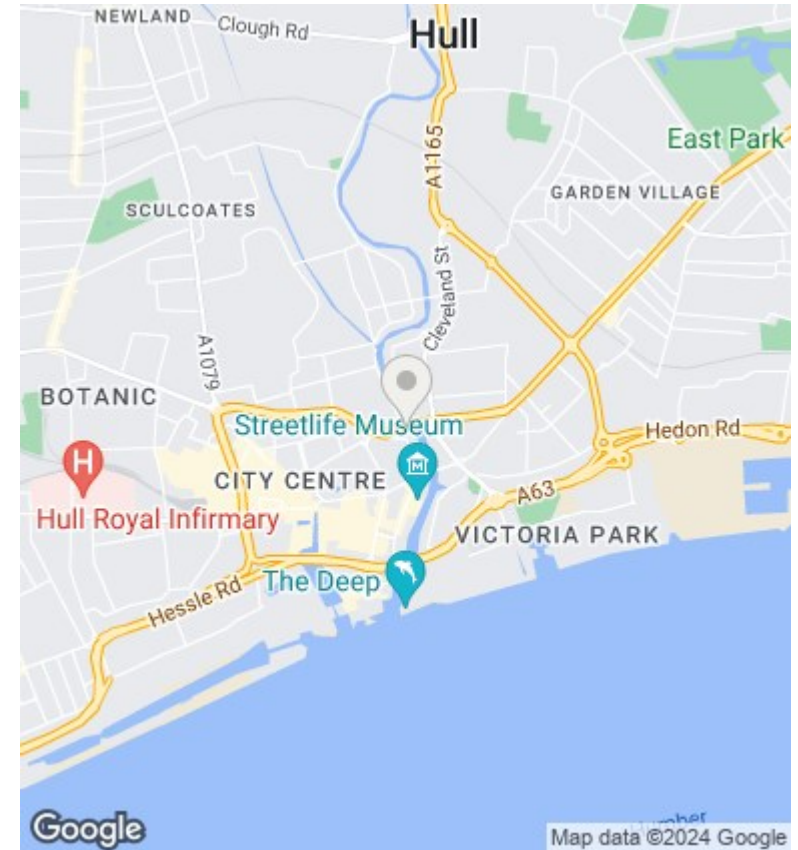 NEWLAND
Clough Rd
Hull
A1165
East Park
GARDEN VILLAGE
SCULCOATES
Cleveland St
A1079
BOTANIC
Streetlife Museum
Hedon Rd
H
CITY CENTRE
M
A63
Hull Royal Infirmary
VICTORIA PARK
The Deep
Hessle Rd
Humber
Google
Map data ©2024 Google